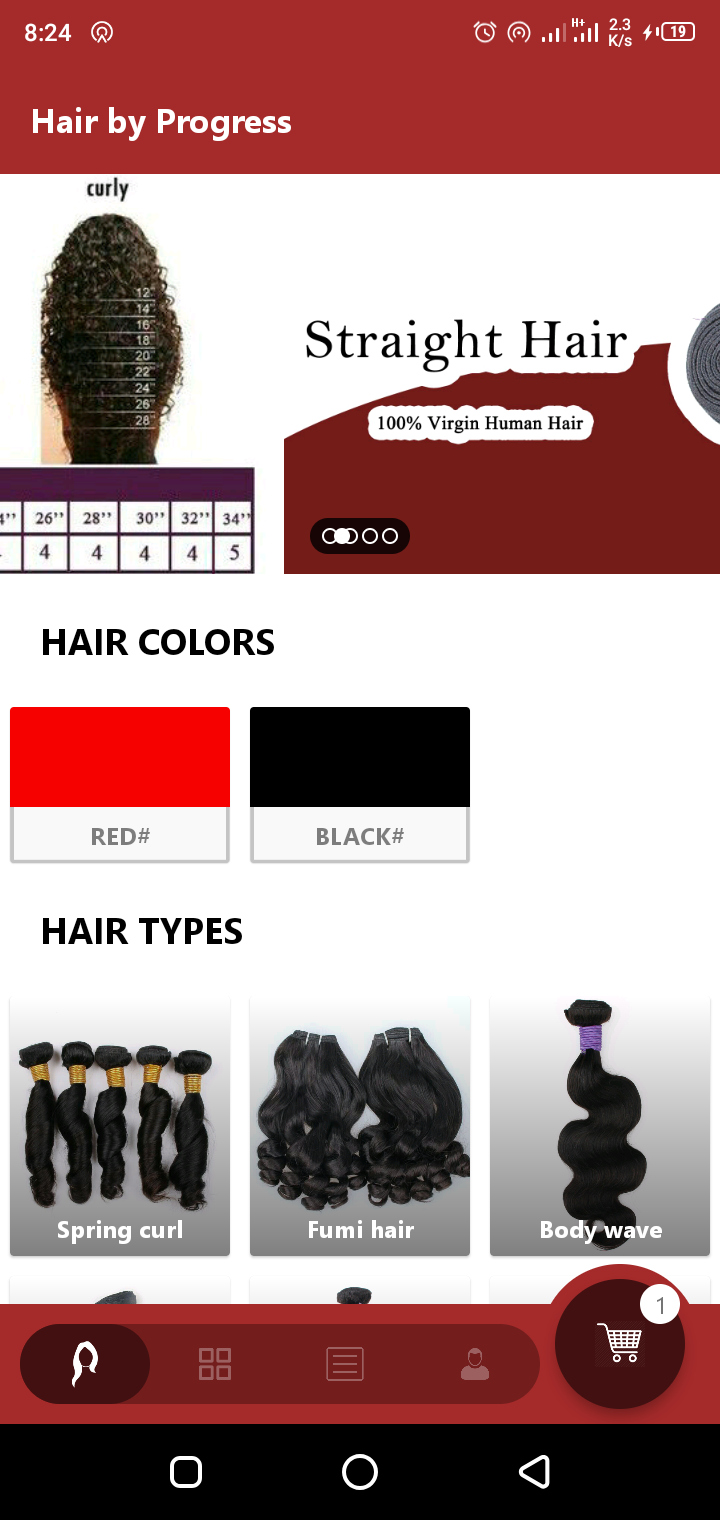 8:24
H+
2.3
K/s
19
Hair by Progress
curly
12"
14"
16"
18"
20"
22"
24"
26"
28"
4’’ 26’’ 28’’ 30’’ 32’’ 34’’
4 4 4 4 5
Straight Hair
100% Virgin Human Hair
HAIR COLORS
RED#
BLACK#
HAIR TYPES
Spring curl
Fumi hair
Body wave
1